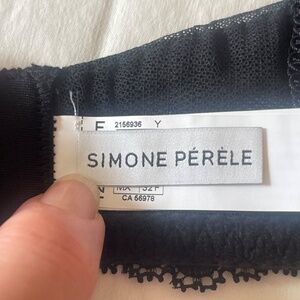 F 2156936 Y
SIMONE PÉRÈLE
MX 32F
CA 56978